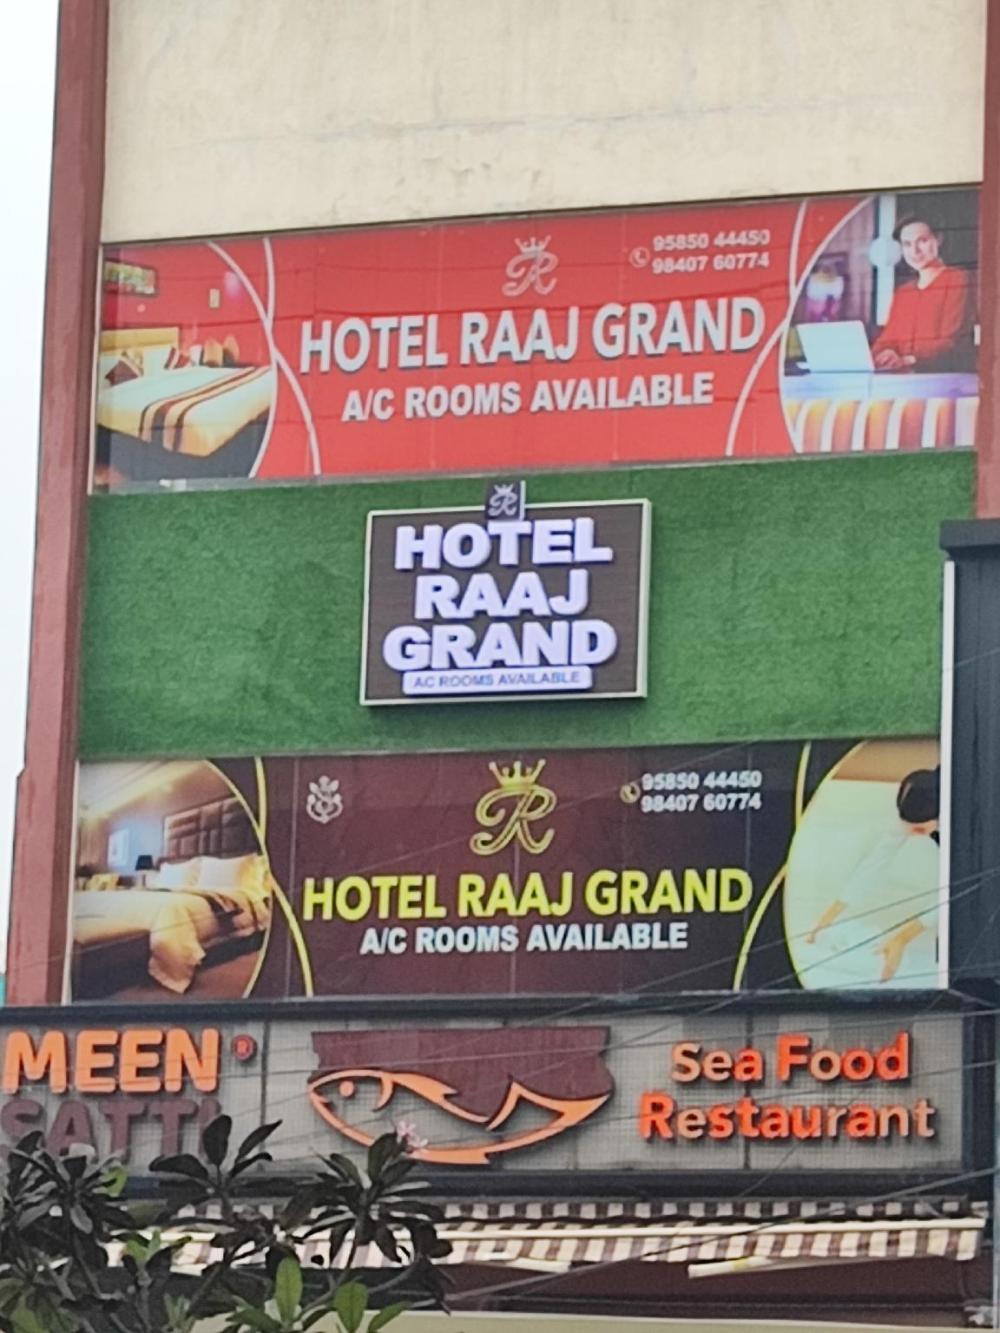 R
95850 44450
98407 60774
HOTEL RAAJ GRAND
A/C ROOMS AVAILABLE
R
HOTEL
RAAJ
GRAND
AC ROOMS AVAILABLE
R
95850 44450
98407 60774
HOTEL RAAJ GRAND
A/C ROOMS AVAILABLE
MEEN®
SATTI
Sea Food
Restaurant